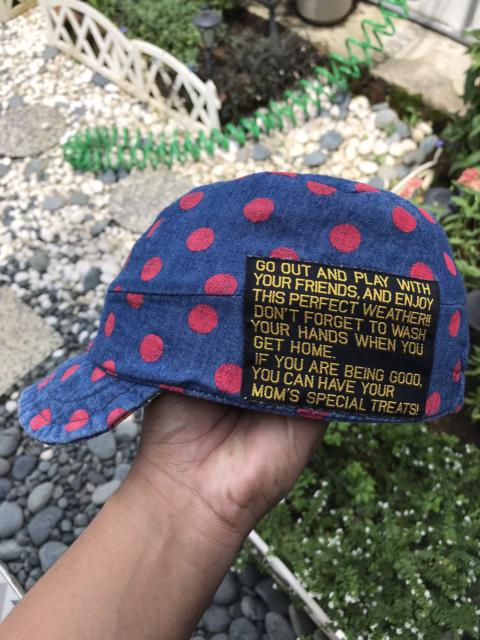 GO OUT AND PLAY WITH
YOUR FRIENDS, AND ENJOY
THIS PERFECT WEATHER!!
DON'T FORGET TO WASH
YOUR HANDS WHEN YOU
GET HOME.
IF YOU ARE BEING GOOD,
YOU CAN HAVE YOUR
MOM'S SPECIAL TREATS!